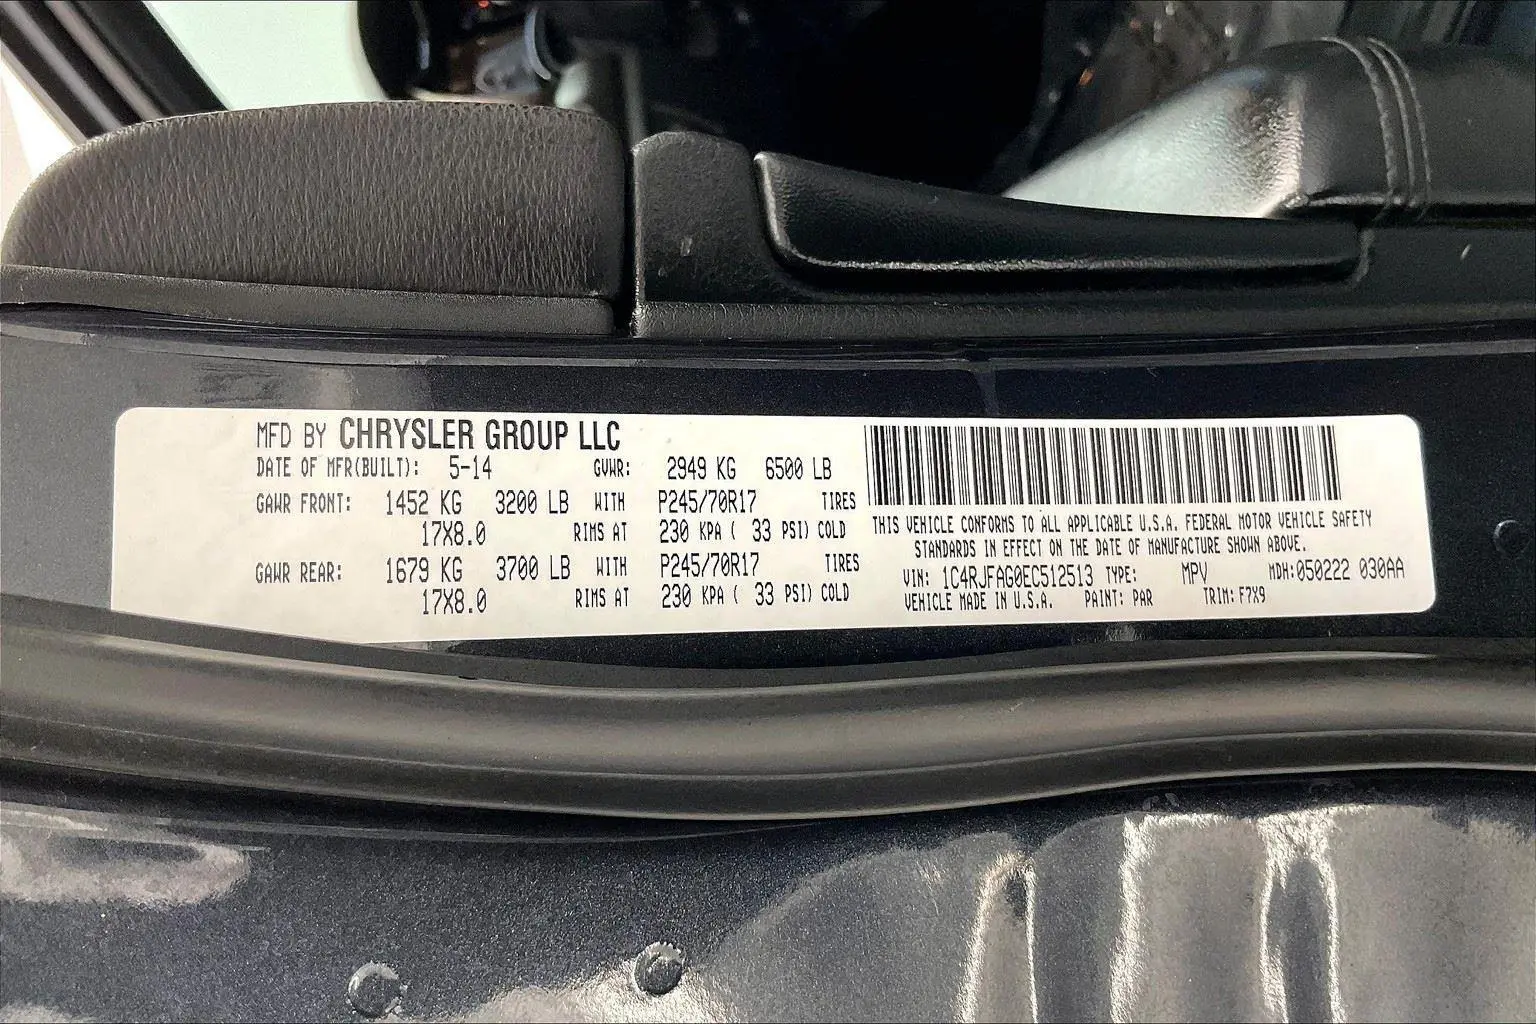 MFD BY CHRYSLER GROUP LLC
DATE OF MFR(BUILT): 5-14 GVWR: 2949 KG 6500 LB
GAWR FRONT: 1452 KG 3200 LB WITH P245/70R17 TIRES
17X8.0 RIMS AT 230 KPA ( 33 PSI) COLD
GAWR REAR: 1679 KG 3700 LB WITH P245/70R17 TIRES
17X8.0 RIMS AT 230 KPA ( 33 PSI) COLD
THIS VEHICLE CONFORMS TO ALL APPLICABLE U.S.A. FEDERAL MOTOR VEHICLE SAFETY
STANDARDS IN EFFECT ON THE DATE OF MANUFACTURE SHOWN ABOVE.
VIN: 1C4RJFAG0EC512513 TYPE: MPV MDH:050222 030AA
VEHICLE MADE IN U.S.A. PAINT: PAR TRIM: F7X9